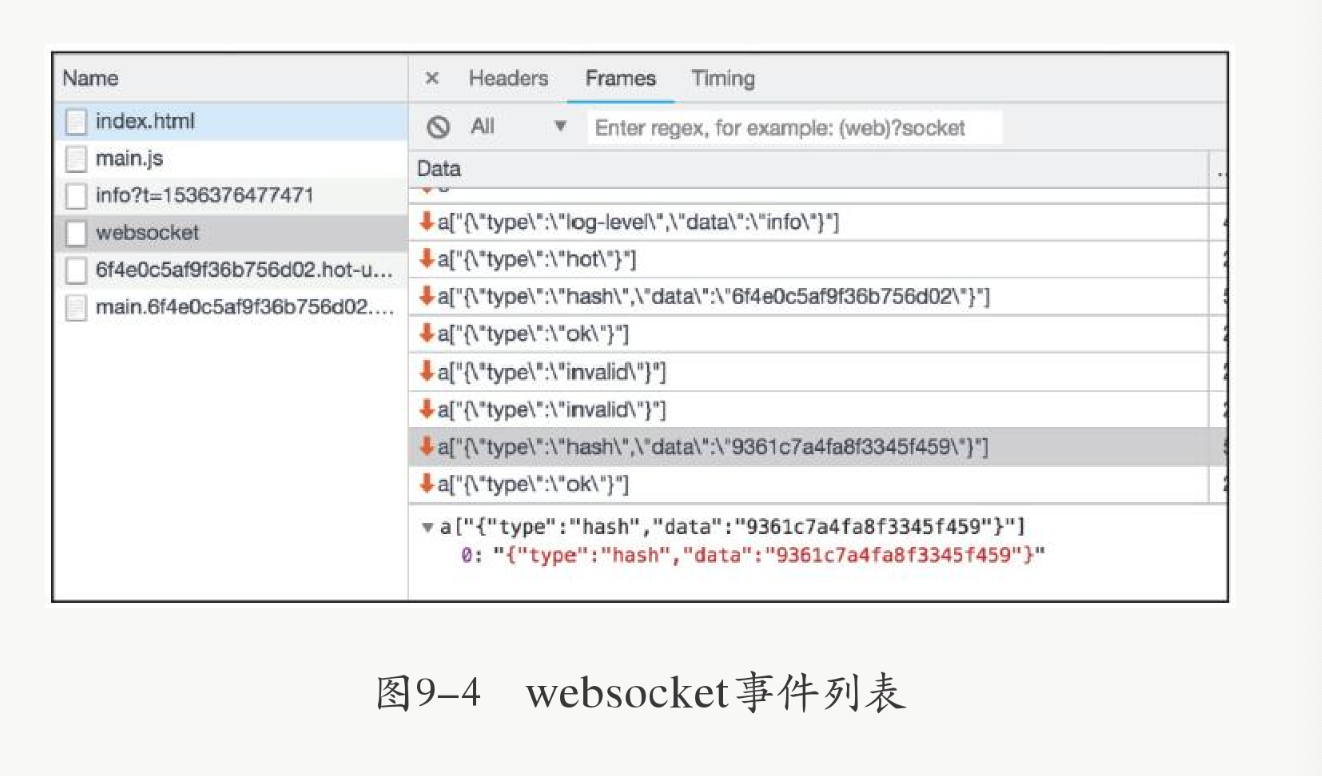 Name
× Headers Frames Timing
index.html
All ▼ Enter regex, for example: (web)?socket
main.js
Data
info?t=1536376477471
a["{\"type\":\"log-level\",\"data\":\"info\"}"]
websocket
a["{\"type\":\"hot\"}"]
6f4e0c5af9f36b756d02.hot-u...
a["{\"type\":\"hash\",\"data\":\"6f4e0c5af9f36b756d02\"}"]
main.6f4e0c5af9f36b756d02....
a["{\"type\":\"ok\"}"]
a["{\"type\":\"invalid\"}"]
a["{\"type\":\"invalid\"}"]
a["{\"type\":\"hash\",\"data\":\"9361c7a4fa8f3345f459\"}"]
a["{\"type\":\"ok\"}"]
▼ a["{"type":"hash","data":"9361c7a4fa8f3345f459"}"]
0: "{"type":"hash","data":"9361c7a4fa8f3345f459"}"
图9–4 websocket事件列表